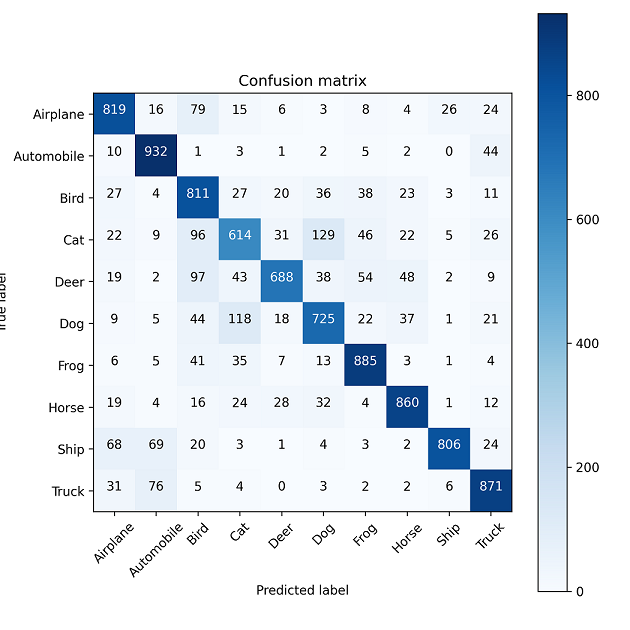 Confusion matrix
Airplane 819 16 79 15 6 3 8 4 26 24
Automobile 10 932 1 3 1 2 5 2 0 44
Bird 27 4 811 27 20 36 38 23 3 11
Cat 22 9 96 614 31 129 46 22 5 26
Deer 19 2 97 43 688 38 54 48 2 9
Dog 9 5 44 118 18 725 22 37 1 21
Frog 6 5 41 35 7 13 885 3 1 4
Horse 19 4 16 24 28 32 4 860 1 12
Ship 68 69 20 3 1 4 3 2 806 24
Truck 31 76 5 4 0 3 2 2 6 871
Airplane Automobile Bird Cat Deer Dog Frog Horse Ship Truck
Predicted label
True label
800
600
400
200
0